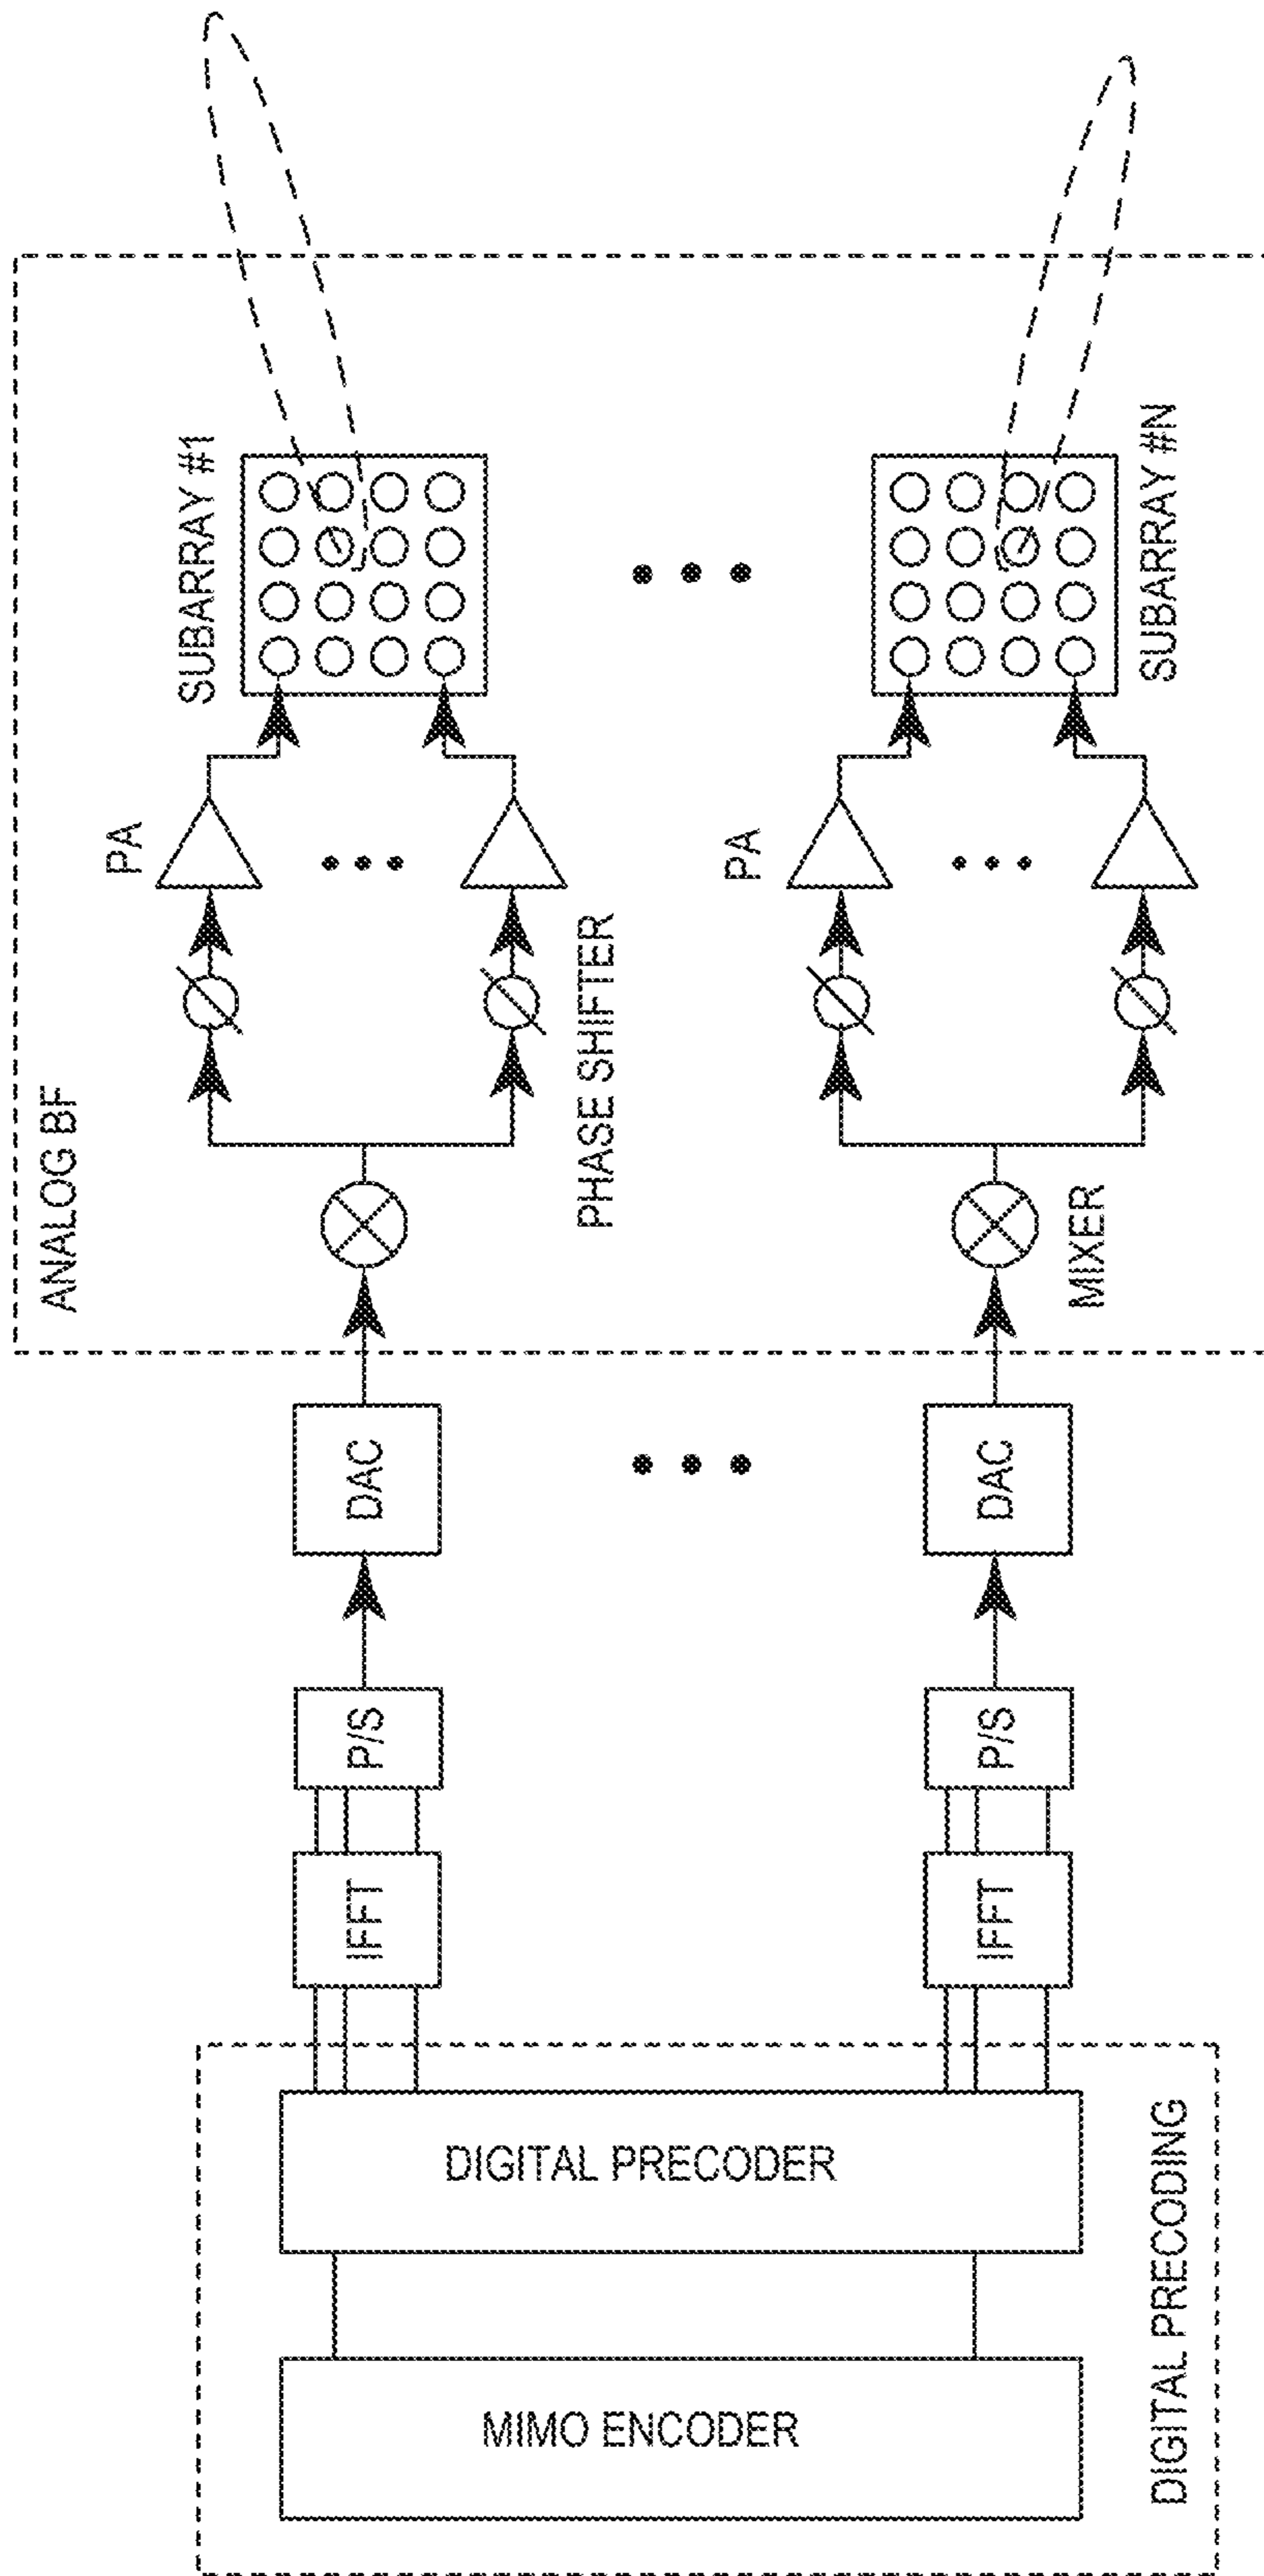 MIMO ENCODER
DIGITAL PRECODER
DIGITAL PRECODING
IFFT
P/S
DAC
IFFT
P/S
DAC
ANALOG BF
PA
PHASE SHIFTER
SUBARRAY #1
MIXER
PA
SUBARRAY #N